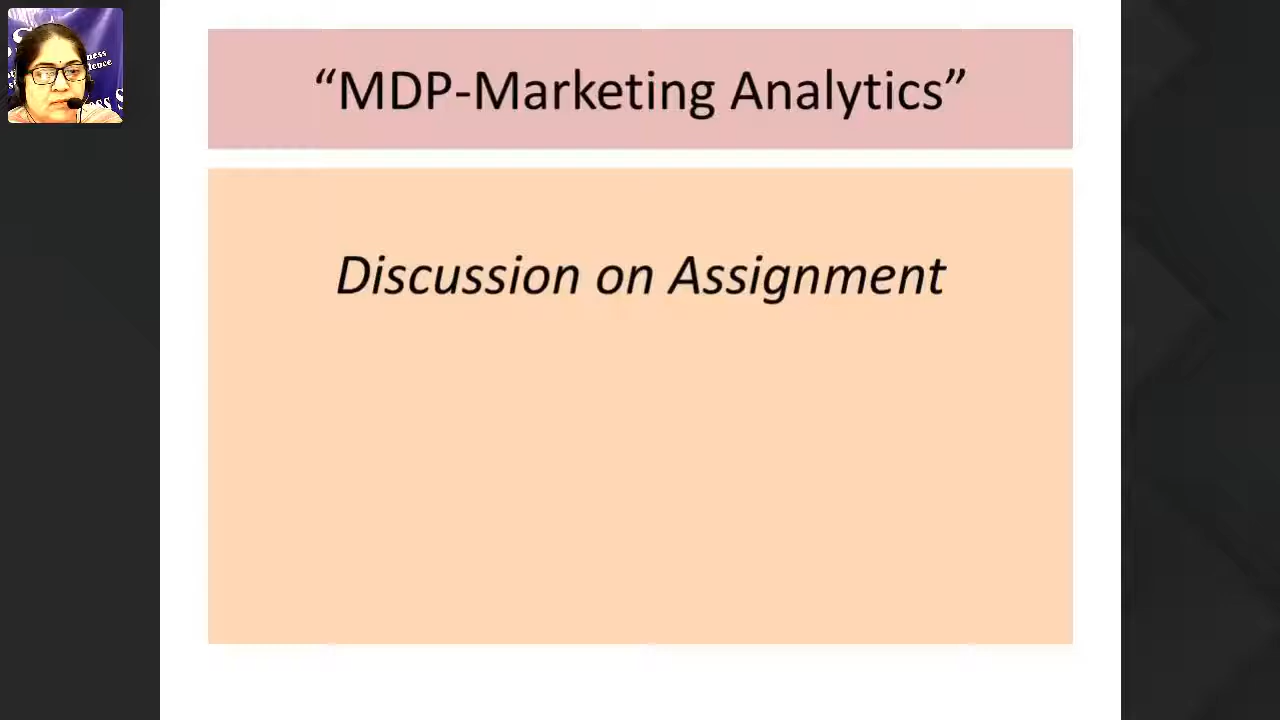 “MDP-Marketing Analytics”
Discussion on Assignment